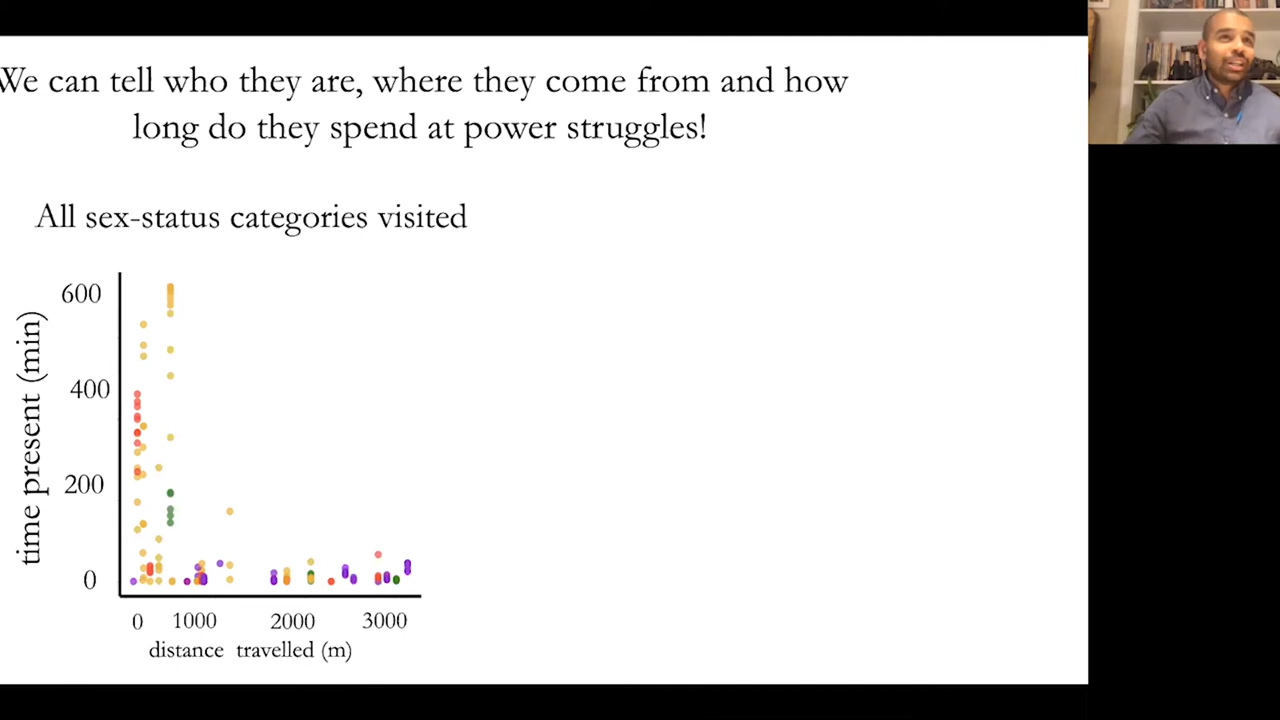 We can tell who they are, where they come from and how
long do they spend at power struggles!
All sex-status categories visited
time present (min)
600
400
200
0
0 1000 2000 3000
distance travelled (m)